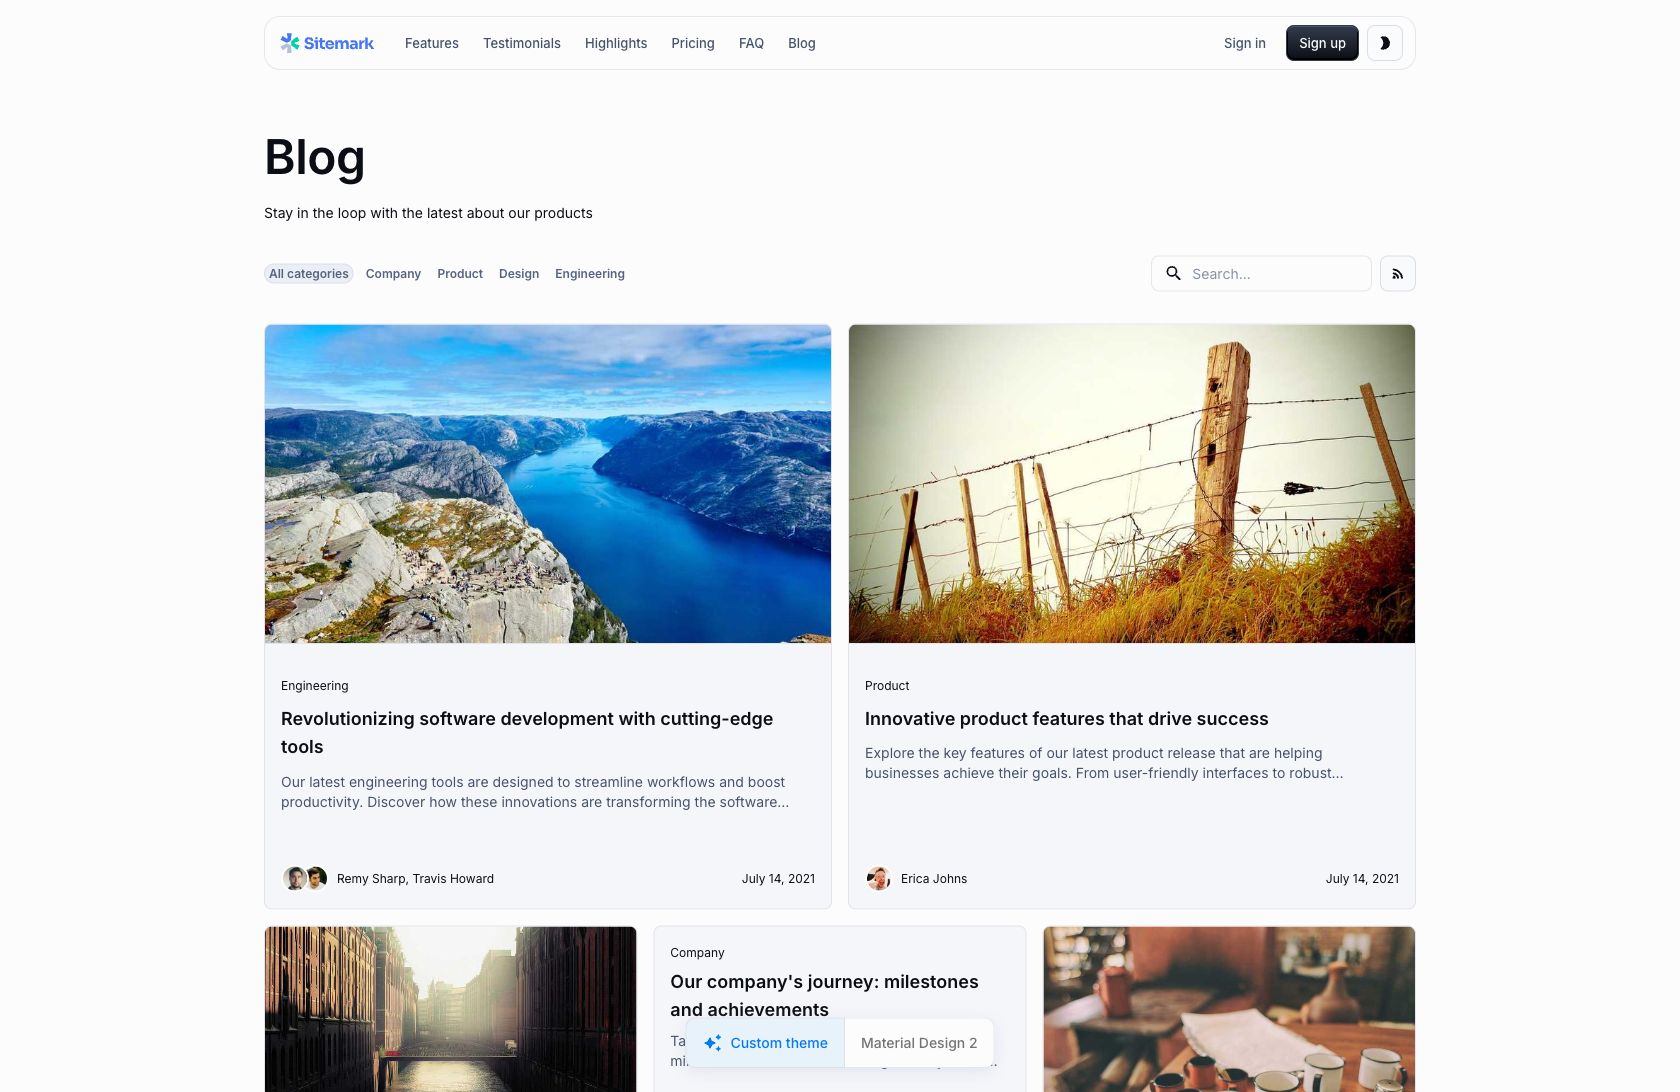 Sitemark
Features
Testimonials
Highlights
Pricing
FAQ
Blog
Sign in
Sign up
Blog
Stay in the loop with the latest about our products
All categories
Company
Product
Design
Engineering
Search...
Engineering
Revolutionizing software development with cutting-edge
tools
Our latest engineering tools are designed to streamline workflows and boost
productivity. Discover how these innovations are transforming the software...
Remy Sharp, Travis Howard
July 14, 2021
Product
Innovative product features that drive success
Explore the key features of our latest product release that are helping
businesses achieve their goals. From user-friendly interfaces to robust...
Erica Johns
July 14, 2021
Company
Our company's journey: milestones
and achievements
Custom theme
Material Design 2